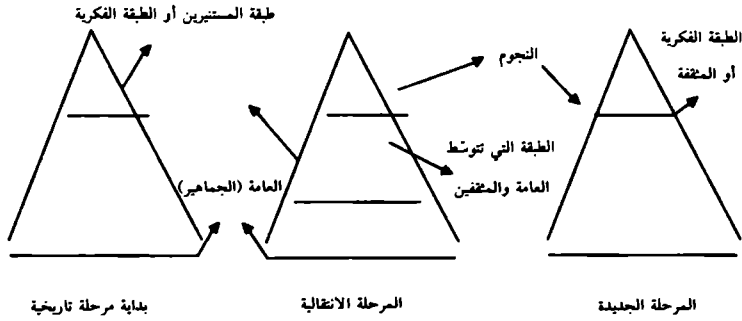 طبقة المستنيرين أو الطبقة الفكرية
الطبقة الفكرية
أو المثقفة
النجوم
الطبقة التي تتوسّط
العامة والمثقفين
العامة (الجماهير)
المرحلة الجديدة
المرحلة الانتقالية
بداية مرحلة تاريخية